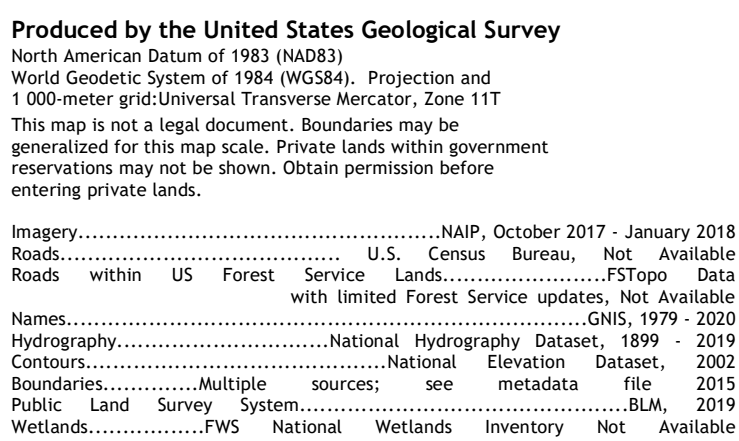 Produced by the United States Geological Survey
North American Datum of 1983 (NAD83)
World Geodetic System of 1984 (WGS84).  Projection and
1 000-meter grid:Universal Transverse Mercator, Zone 11T
This map is not a legal document. Boundaries may be
generalized for this map scale. Private lands within government
reservations may not be shown. Obtain permission before
entering private lands.
Imagery.....................................................NAIP, October 2017 - January 2018
Roads......................................... U.S. Census Bureau, Not Available
Roads within US Forest Service Lands........................FSTopo Data
with limited Forest Service updates, Not Available
Names............................................................................GNIS, 1979 - 2020
Hydrography...............................National Hydrography Dataset, 1899 - 2019
Contours............................................National Elevation Dataset, 2002
Boundaries..............Multiple sources; see metadata file 2015
Public Land Survey System................................................BLM, 2019
Wetlands.................FWS National Wetlands Inventory Not Available